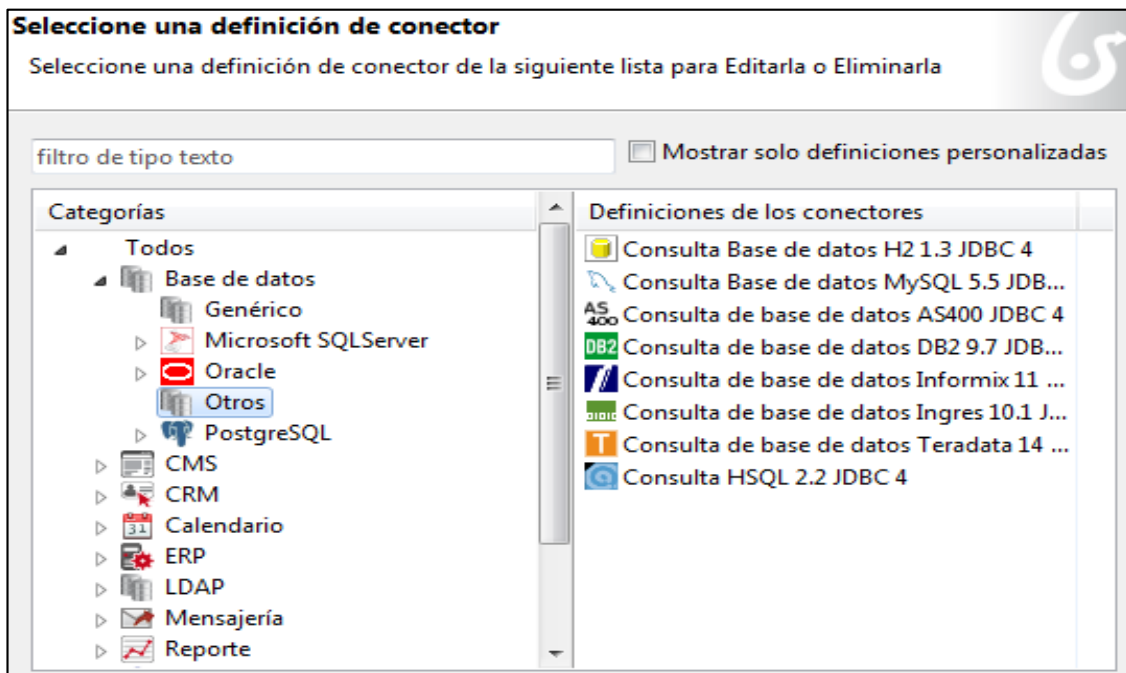 Seleccione una definición de conector
Seleccione una definición de conector de la siguiente lista para Editarla o Eliminarla
filtro de tipo texto
Mostrar solo definiciones personalizadas
Categorías
Todos
Base de datos
Genérico
Microsoft SQLServer
Oracle
Otros
PostgreSQL
CMS
CRM
31
Calendario
ERP
LDAP
Mensajería
Reporte
Definiciones de los conectores
Consulta Base de datos H2 1.3 JDBC 4
Consulta Base de datos MySQL 5.5 JDB...
AS400
Consulta de base de datos AS400 JDBC 4
DB2
Consulta de base de datos DB2 9.7 JDB...
Consulta de base de datos Informix 11 ...
Consulta de base de datos Ingres 10.1 J...
T
Consulta de base de datos Teradata 14 ...
Consulta HSQL 2.2 JDBC 4